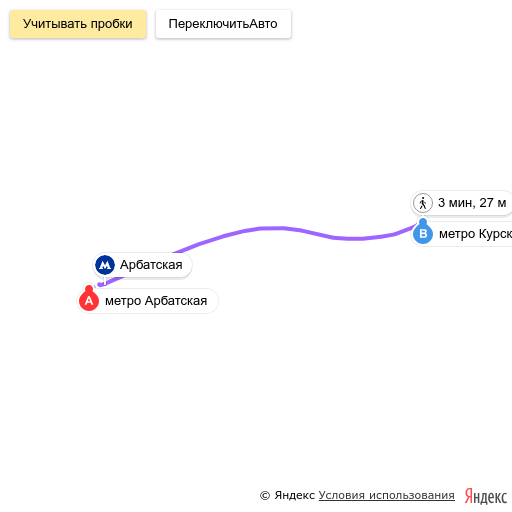 Учитывать пробки
ПереключитьАвто
3 мин, 27 м
B
метро Курск
Арбатская
A
метро Арбатская
© Яндекс Условия использования
Яндекс